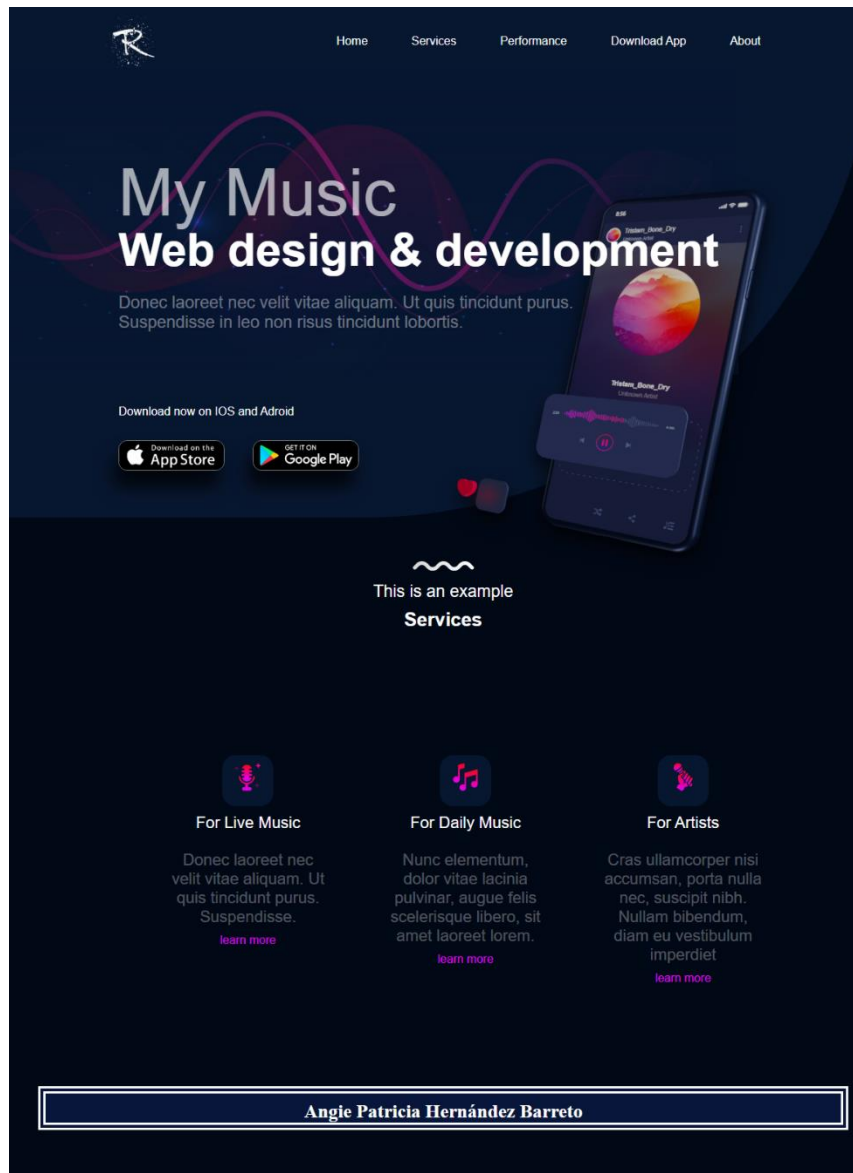 R
Home Services Performance Download App About
My Music
Web design & development
Donec laoreet nec velit vitae aliquam. Ut quis tincidunt purus.
Suspendisse in leo non risus tincidunt lobortis.
Download now on IOS and Adroid
Download on the
App Store
GET IT ON
Google Play
8:56
Tristam_Bone_Dry
Unknown Artist
Tristam_Bone_Dry
Unknown Artist
This is an example
Services
For Live Music
Donec laoreet nec
velit vitae aliquam. Ut
quis tincidunt purus.
Suspendisse.
learn more
For Daily Music
Nunc elementum,
dolor vitae lacinia
pulvinar, augue felis
scelerisque libero, sit
amet laoreet lorem.
learn more
For Artists
Cras ullamcorper nisi
accumsan, porta nulla
nec, suscipit nibh.
Nullam bibendum,
diam eu vestibulum
imperdiet
learn more
Angie Patricia Hernández Barreto